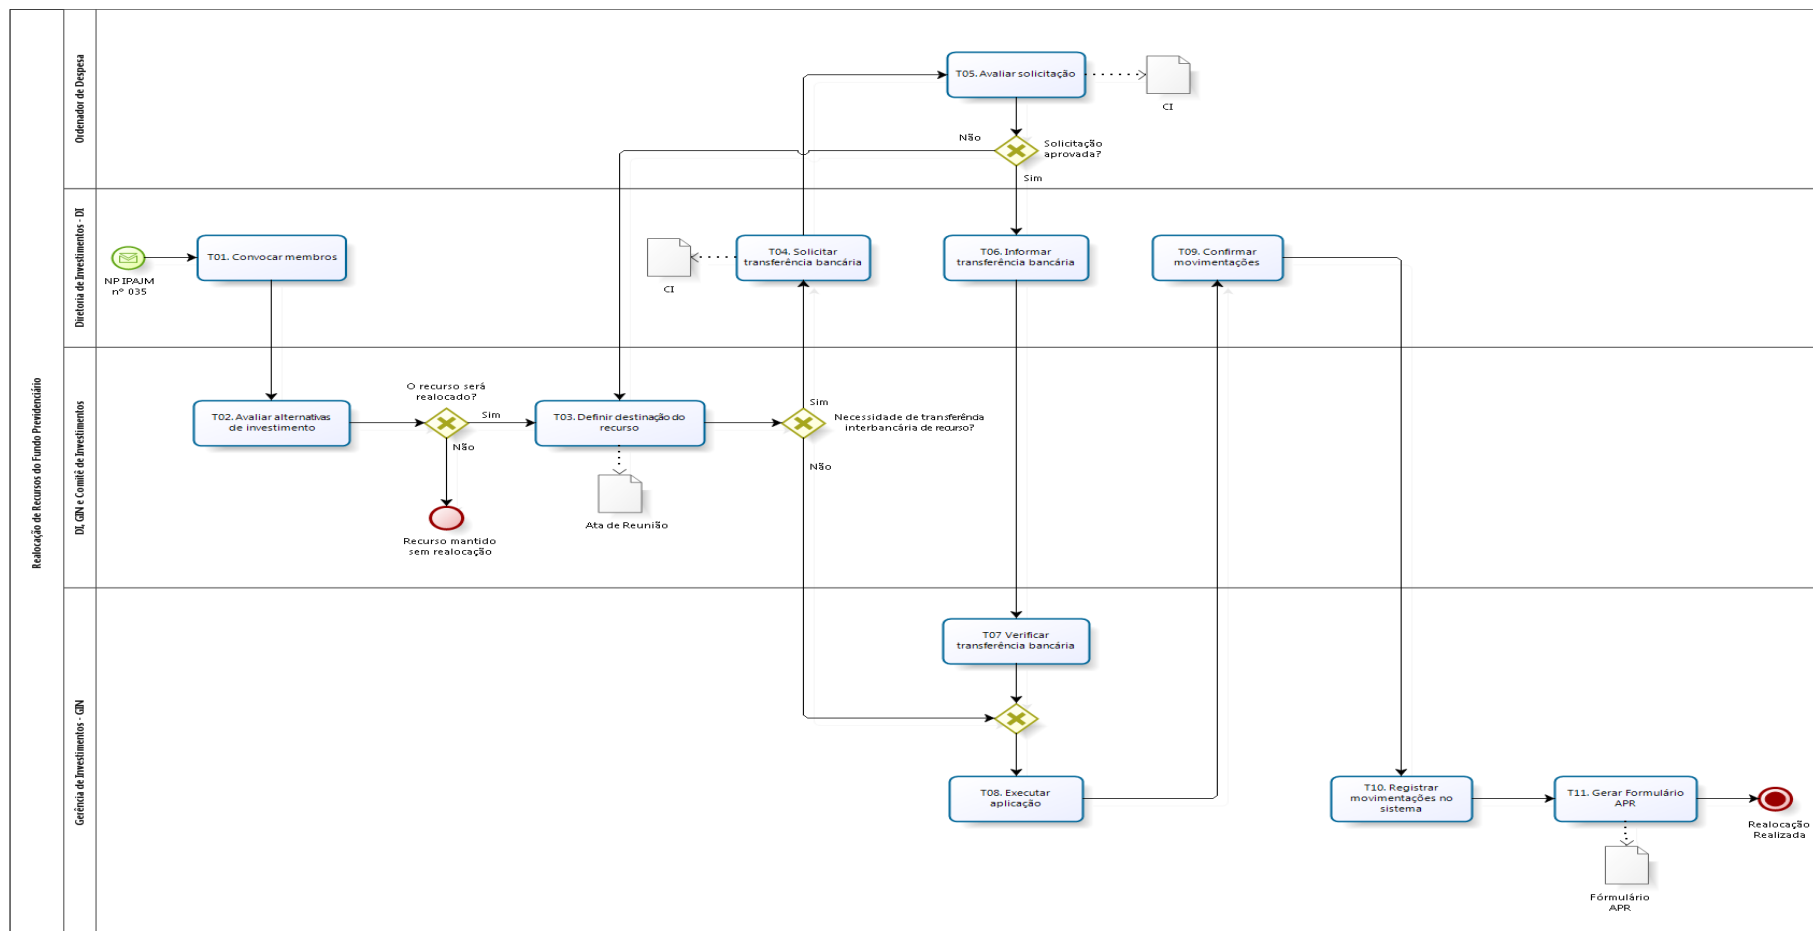 Realocação de Recursos do Fundo Previdenciário
Ordenador de Despesa
T05. Avaliar solicitação
CI
Não
Solicitação
aprovada?
Sim
Diretoria de Investimentos - DI
NP IPAJM
nº 035
T01. Convocar membros
CI
T04. Solicitar
transferência bancária
T06. Informar
transferência bancária
T09. Confirmar
movimentações
DI, GIN e Comitê de Investimentos
T02. Avaliar alternativas
de investimento
O recurso será
realocado?
Sim
Não
Recurso mantido
sem realocação
T03. Definir destinação do
recurso
Ata de Reunião
Sim
Necessidade de transferência
interbancária de recurso?
Não
Gerência de Investimentos - GIN
T07 Verificar
transferência bancária
T08. Executar
aplicação
T10. Registrar
movimentações no
sistema
T11. Gerar Formulário
APR
Fórmulário
APR
Realocação
Realizada